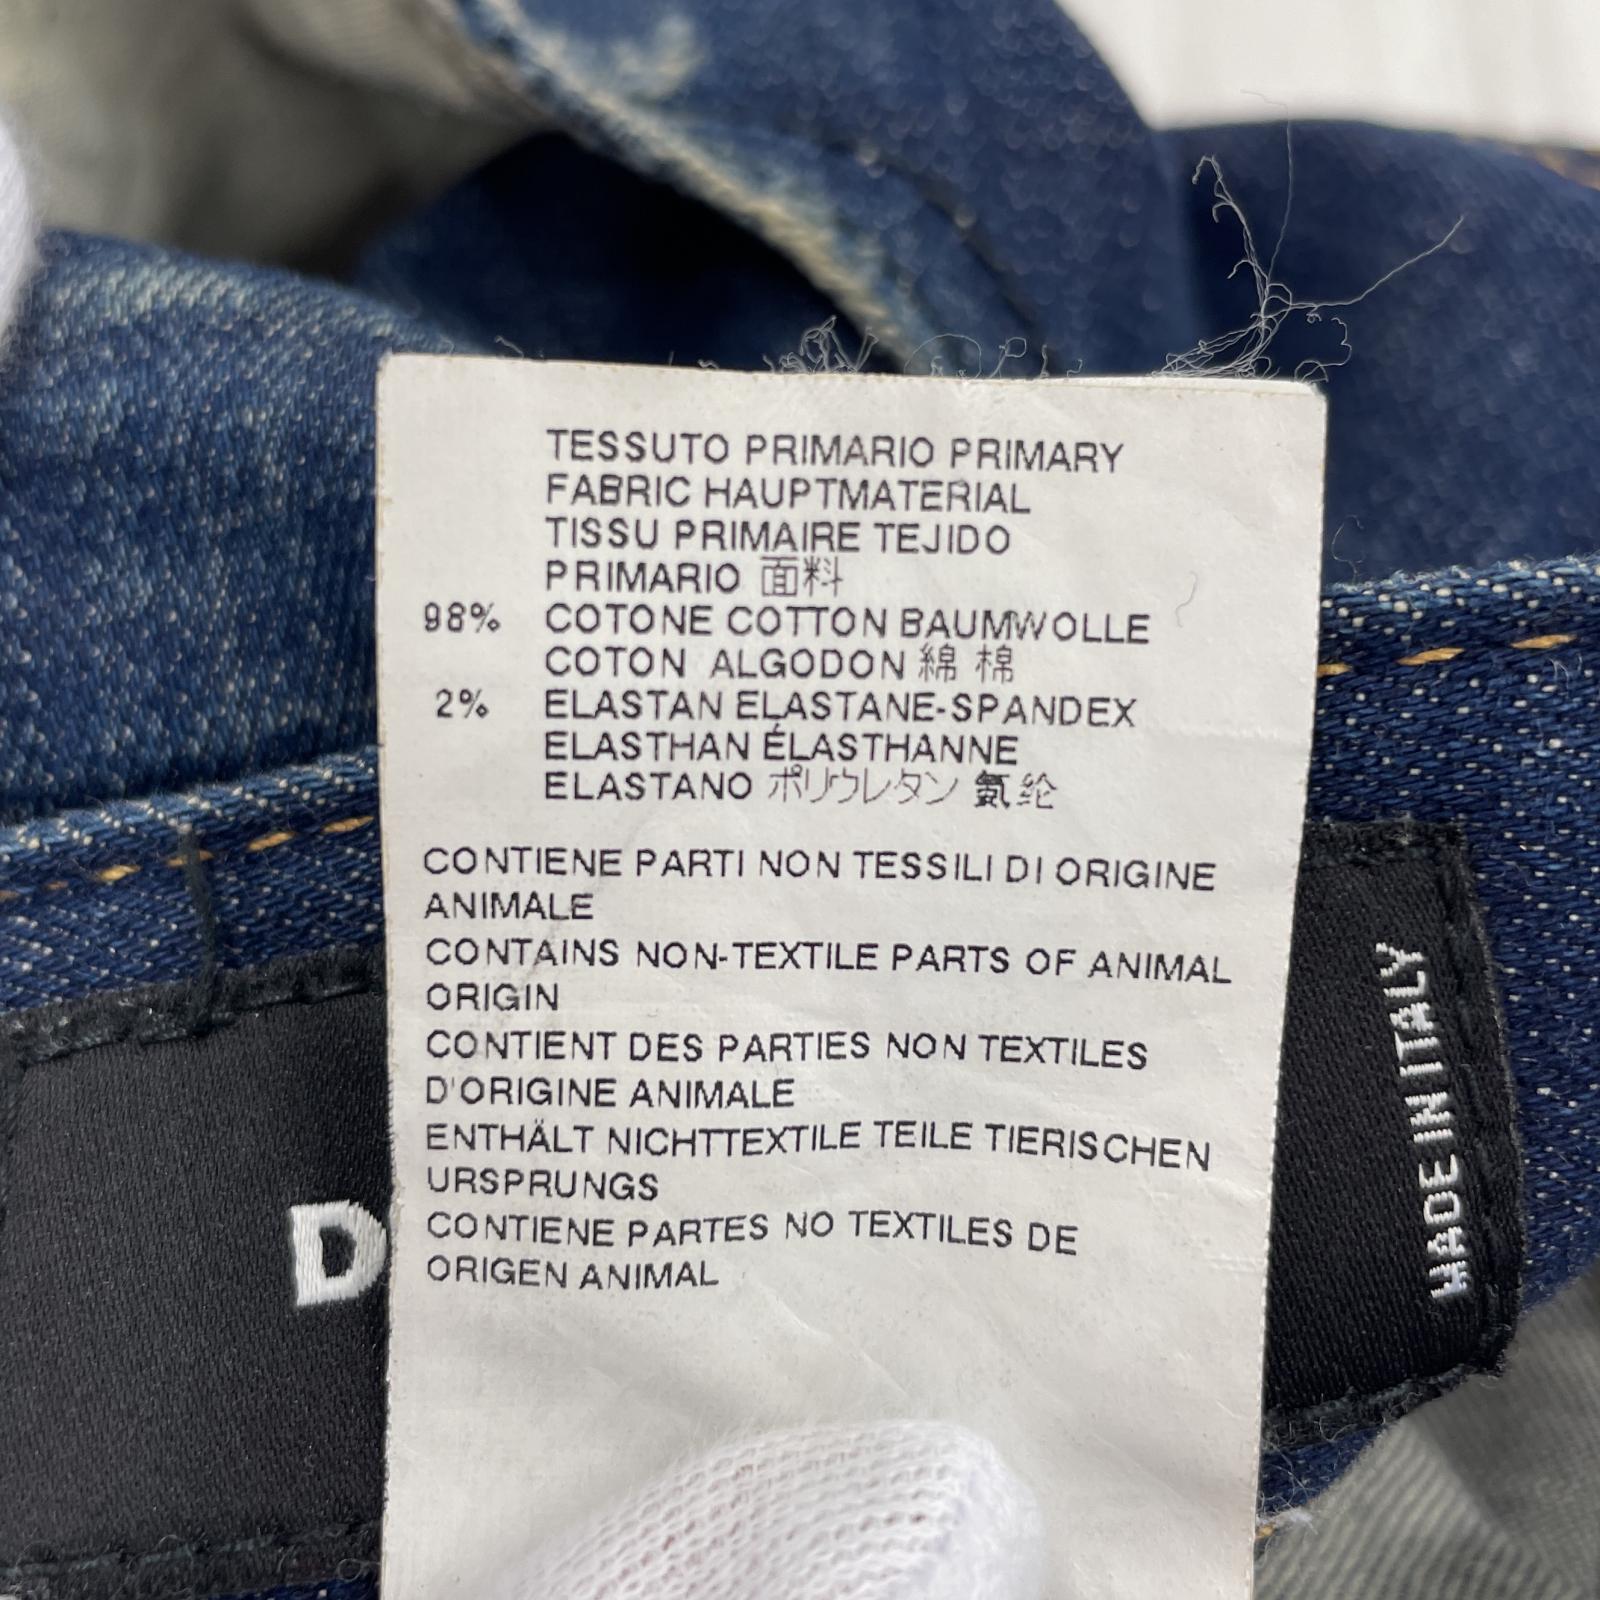 TESSUTO PRIMARIO PRIMARY
FABRIC HAUPTMATERIAL
TISSU PRIMAIRE TEJIDO
PRIMARIO 面料
98% COTONE COTTON BAUMWOLLE
COTON ALGODON 綿 棉
2% ELASTAN ELASTANE-SPANDEX
ELASTHAN ÉLASTHANNE
ELASTANO ポリウレタン 氨纶
CONTIENE PARTI NON TESSILI DI ORIGINE
ANIMALE
CONTAINS NON-TEXTILE PARTS OF ANIMAL
ORIGIN
CONTIENT DES PARTIES NON TEXTILES
D'ORIGINE ANIMALE
ENTHÄLT NICHTTEXTILE TEILE TIERISCHEN
URSPRUNGS
CONTIENE PARTES NO TEXTILES DE
ORIGEN ANIMAL
D
MADE IN ITALY